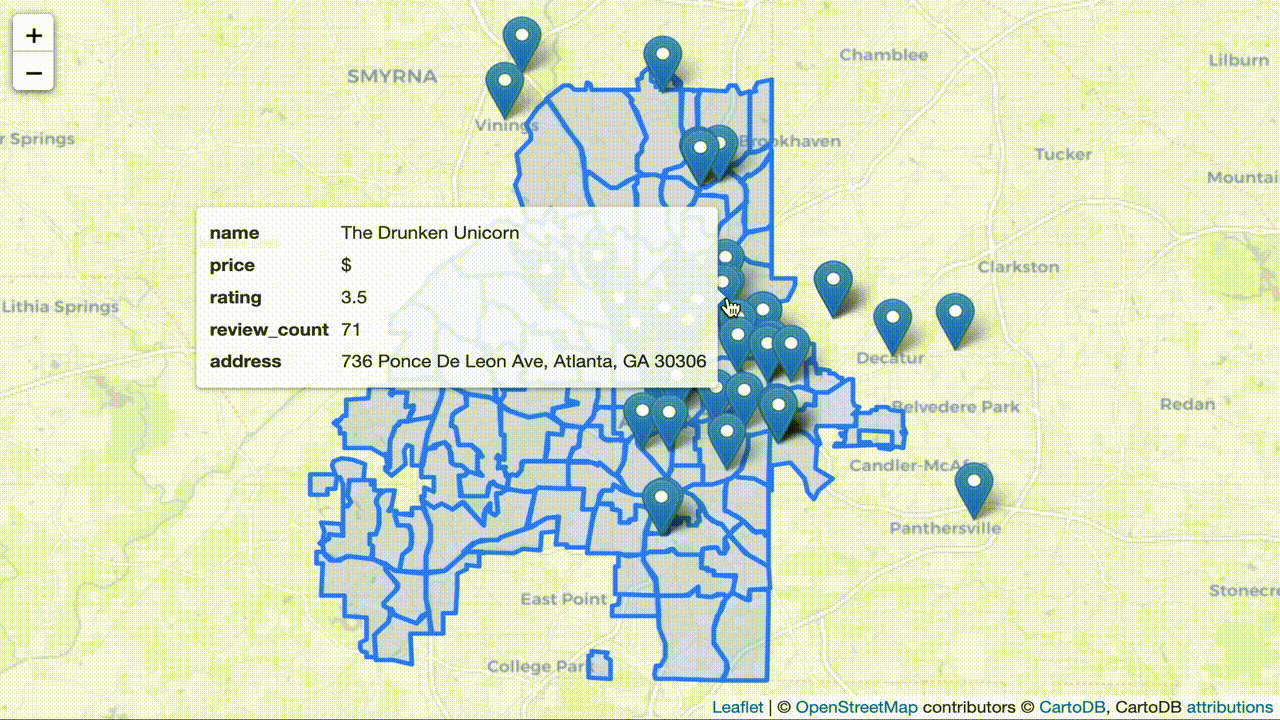 +
−
SMYRNA
Chamblee
Lilburn
Vinings
r Springs
Brookhaven
Tucker
Mountai
name The Drunken Unicorn
price $
rating 3.5
review_count 71
address 736 Ponce De Leon Ave, Atlanta, GA 30306
Clarkston
Lithia Springs
Decatur
Belvedere Park
Redan
Candler-McAfee
Panthersville
East Point
Stonecr
College Park
Leaflet | © OpenStreetMap contributors © CartoDB, CartoDB attributions